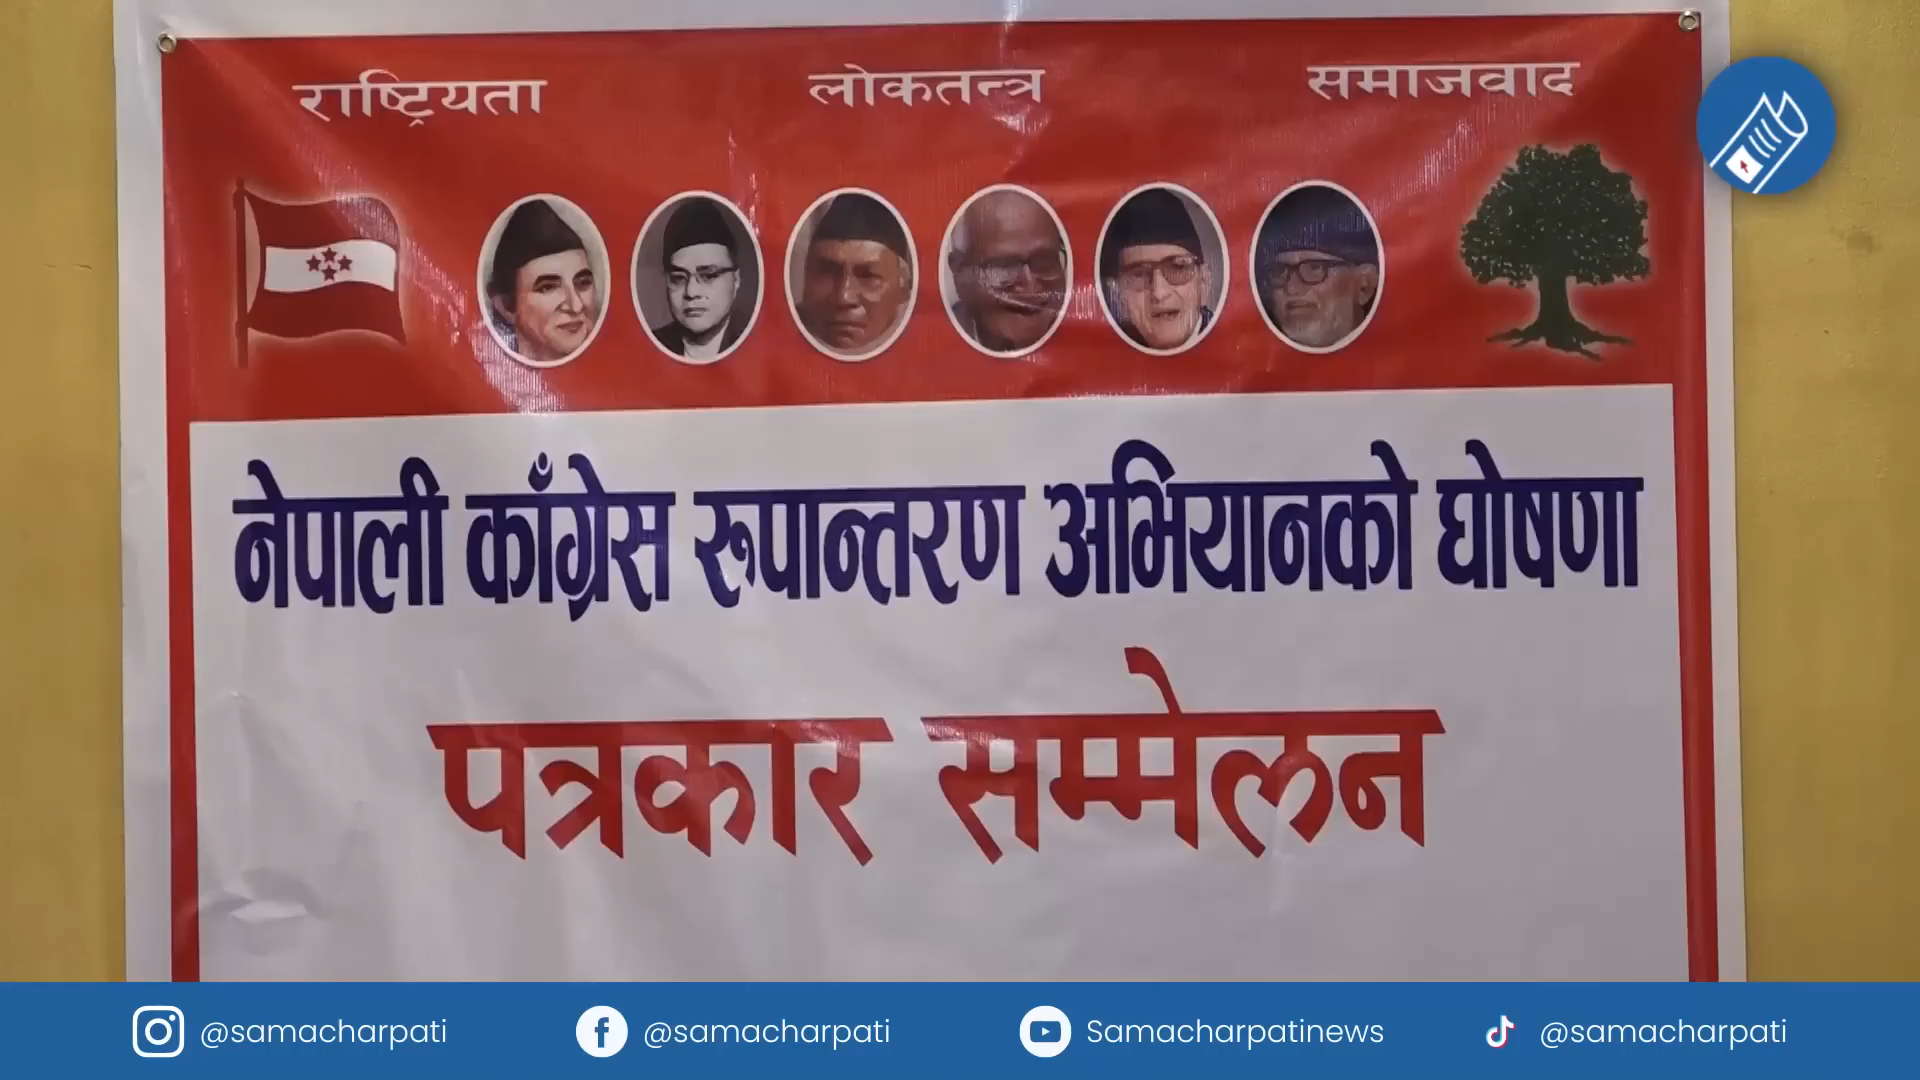 राष्ट्रियता लोकतन्त्र समाजवाद
नेपाली काँग्रेस रूपान्तरण अभियानको घोषणा
पत्रकार सम्मेलन
@samacharpati @samacharpati Samacharpatinews @samacharpati